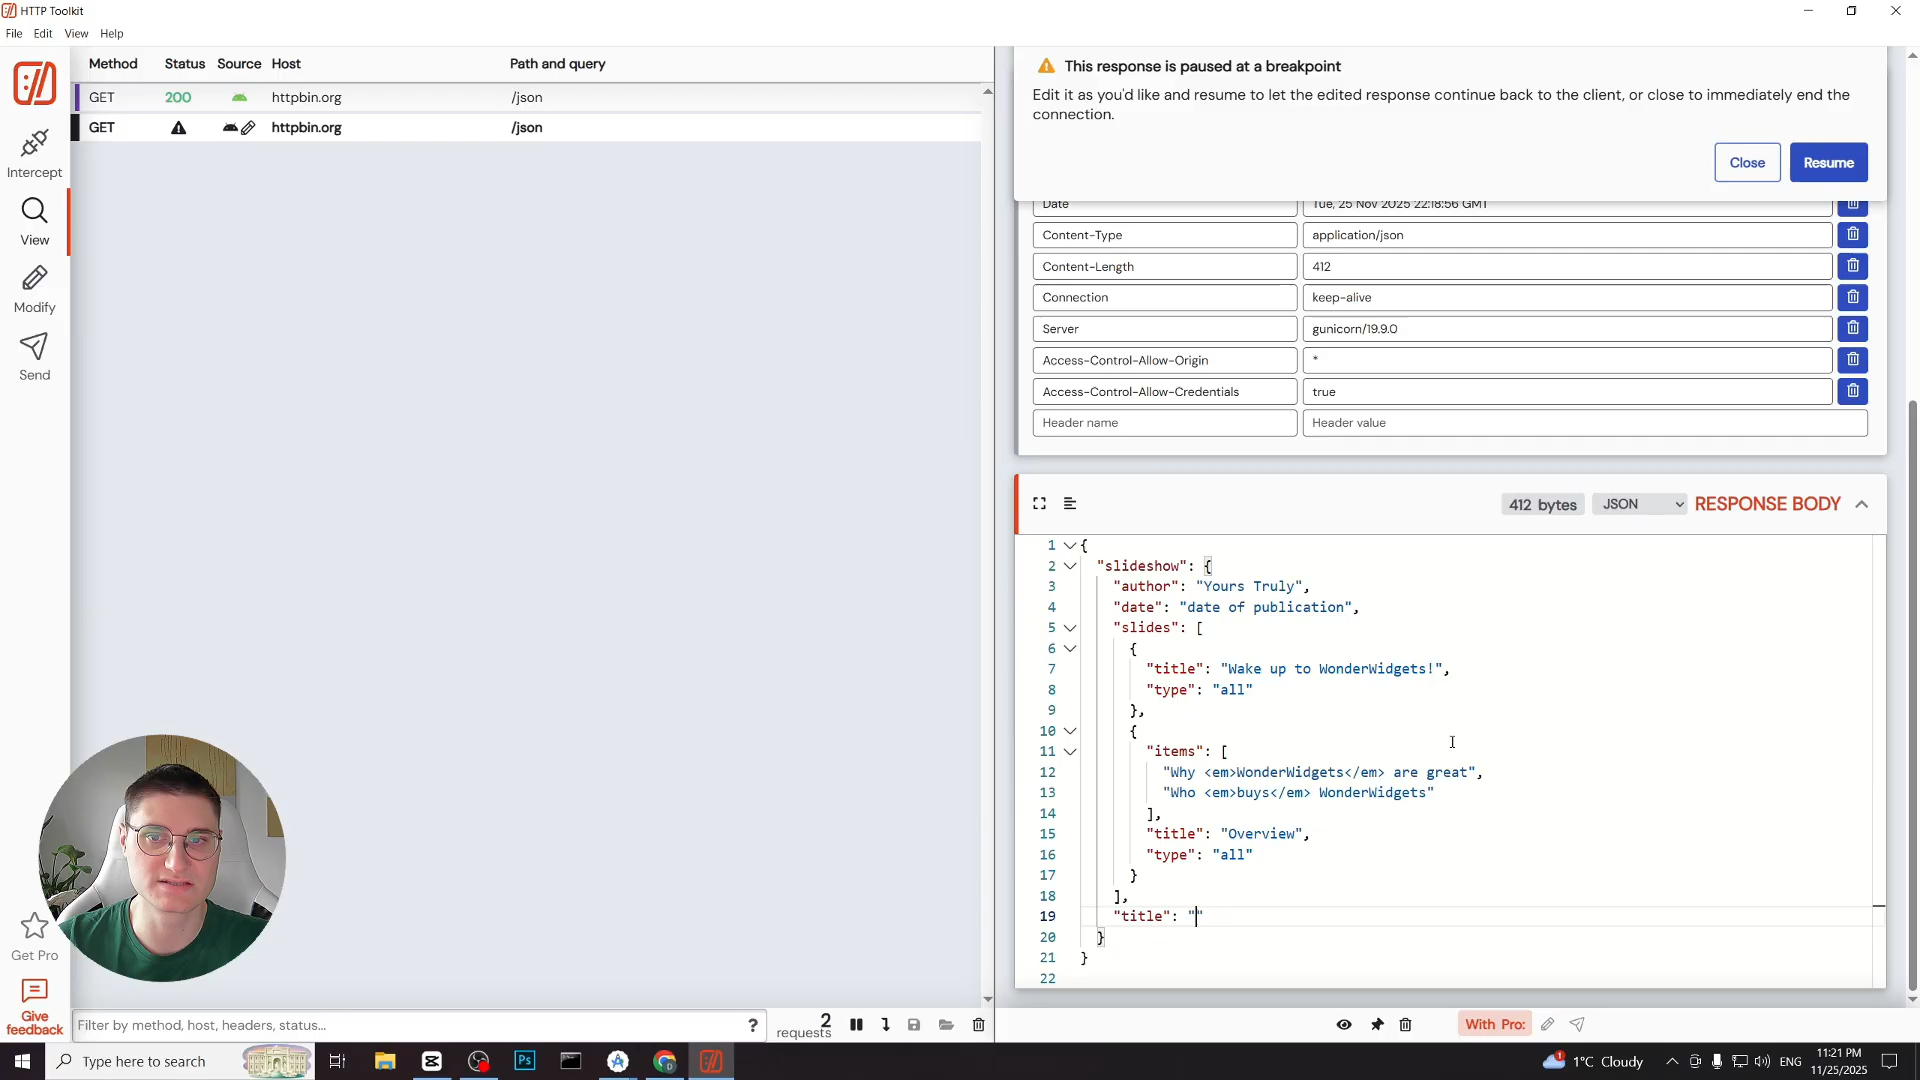 HTTP Toolkit
File Edit View Help
Method Status Source Host Path and query
GET 200 httpbin.org /json
GET httpbin.org /json
Intercept
View
Modify
Send
Get Pro
Give
feedback
Filter by method, host, headers, status...
?
2
requests
This response is paused at a breakpoint
Edit it as you'd like and resume to let the edited response continue back to the client, or close to immediately end the
connection.
Close Resume
Date Tue, 25 Nov 2025 22:18:56 GMT
Content-Type application/json
Content-Length 412
Connection keep-alive
Server gunicorn/19.9.0
Access-Control-Allow-Origin *
Access-Control-Allow-Credentials true
Header name Header value
412 bytes JSON RESPONSE BODY
1 {
2 "slideshow": {
3 "author": "Yours Truly",
4 "date": "date of publication",
5 "slides": [
6 {
7 "title": "Wake up to WonderWidgets!",
8 "type": "all"
9 },
10 {
11 "items": [
12 "Why <em>WonderWidgets</em> are great",
13 "Who <em>buys</em> WonderWidgets"
14 ],
15 "title": "Overview",
16 "type": "all"
17 }
18 ],
19 "title": ""
20 }
21 }
22
With Pro:
Type here to search
Ps
D
1
1°C Cloudy
ENG
11:21 PM
11/25/2025